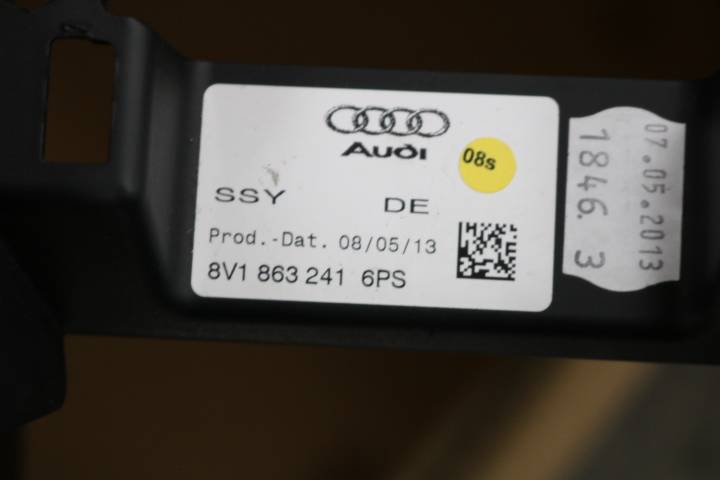 Audi
08s
SSY DE
Prod.-Dat. 08/05/13
8V1 863 241 6PS
07.05.2013
1846. 3